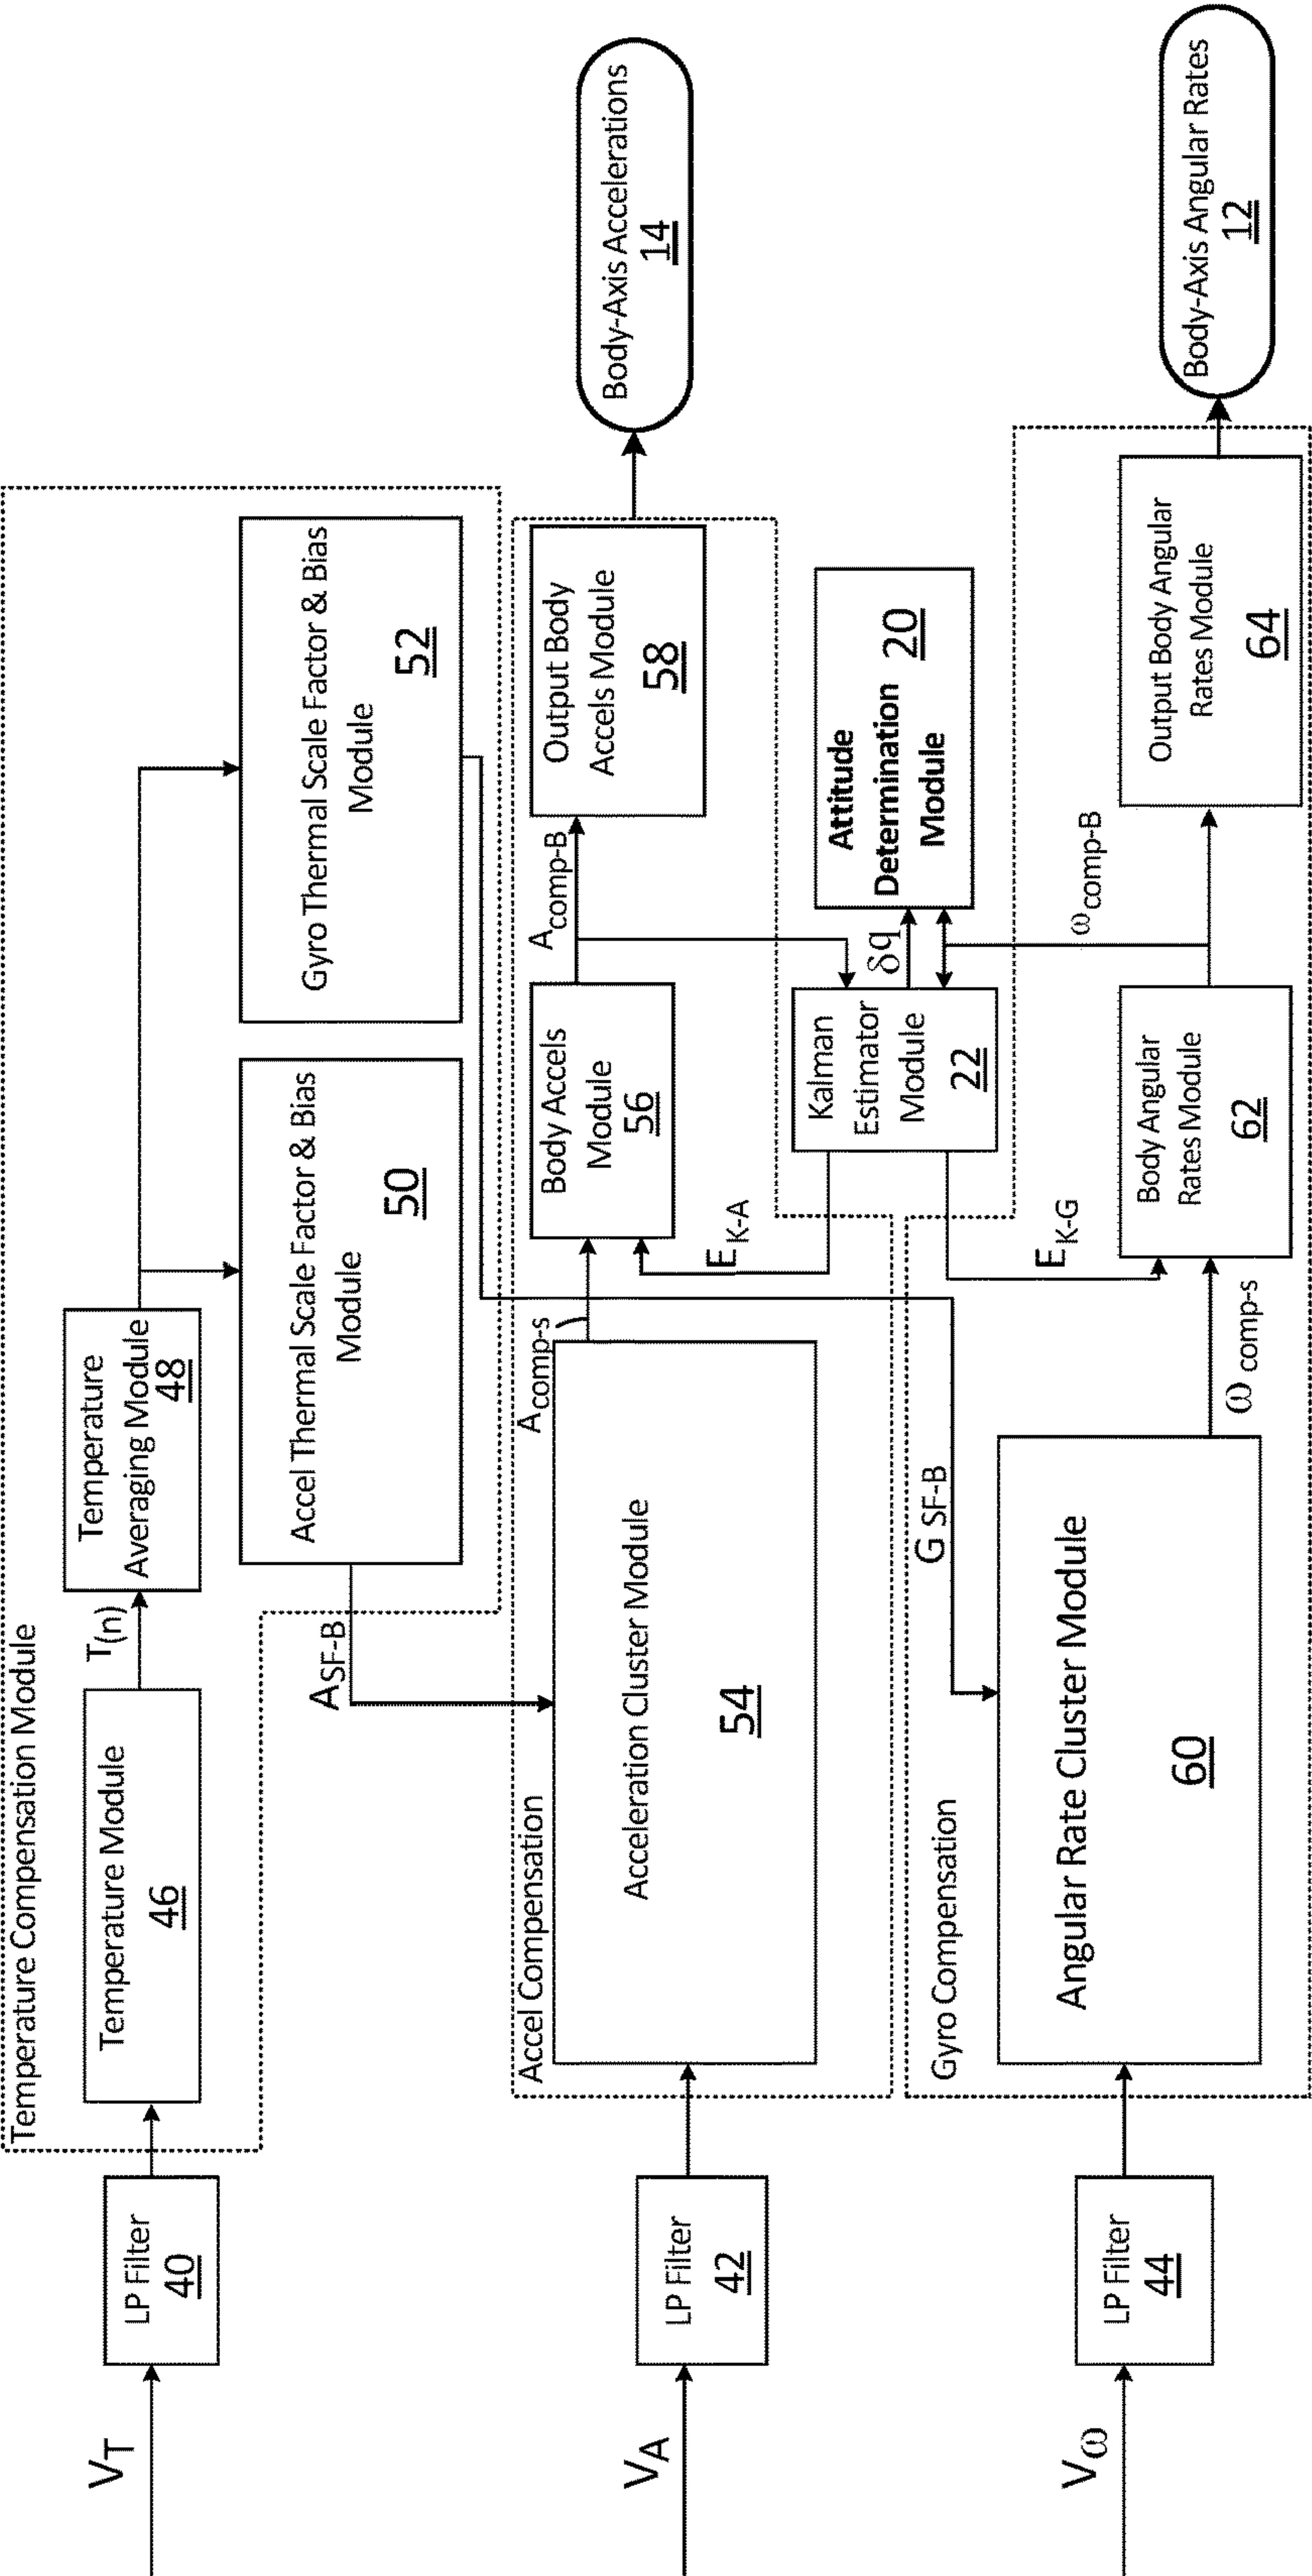 Temperature Compensation Module
V_T
LP Filter
40
Temperature Module
46
T(n)
Temperature
Averaging Module
48
Accel Thermal Scale Factor & Bias
Module
50
Gyro Thermal Scale Factor & Bias
Module
52
A_SF-B
Accel Compensation
V_A
LP Filter
42
Acceleration Cluster Module
54
A_comp-s
Body Accels
Module
56
E_K-A
A_comp-B
Output Body
Accels Module
58
Body-Axis Accelerations
14
Kalman
Estimator
Module
22
δq
Attitude
Determination
Module
20
Gyro Compensation
V_ω
LP Filter
44
G_SF-B
Angular Rate Cluster Module
60
ω_comp-s
E_K-G
Body Angular
Rates Module
62
ω_comp-B
Output Body Angular
Rates Module
64
Body-Axis Angular Rates
12